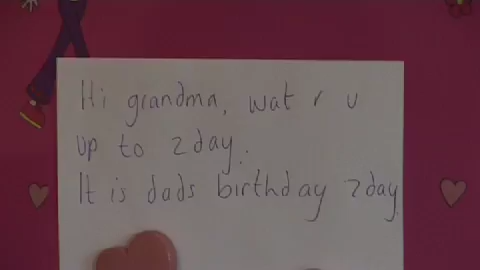 Hi grandma, wat r u
up to 2day.
It is dads birthday 2day.